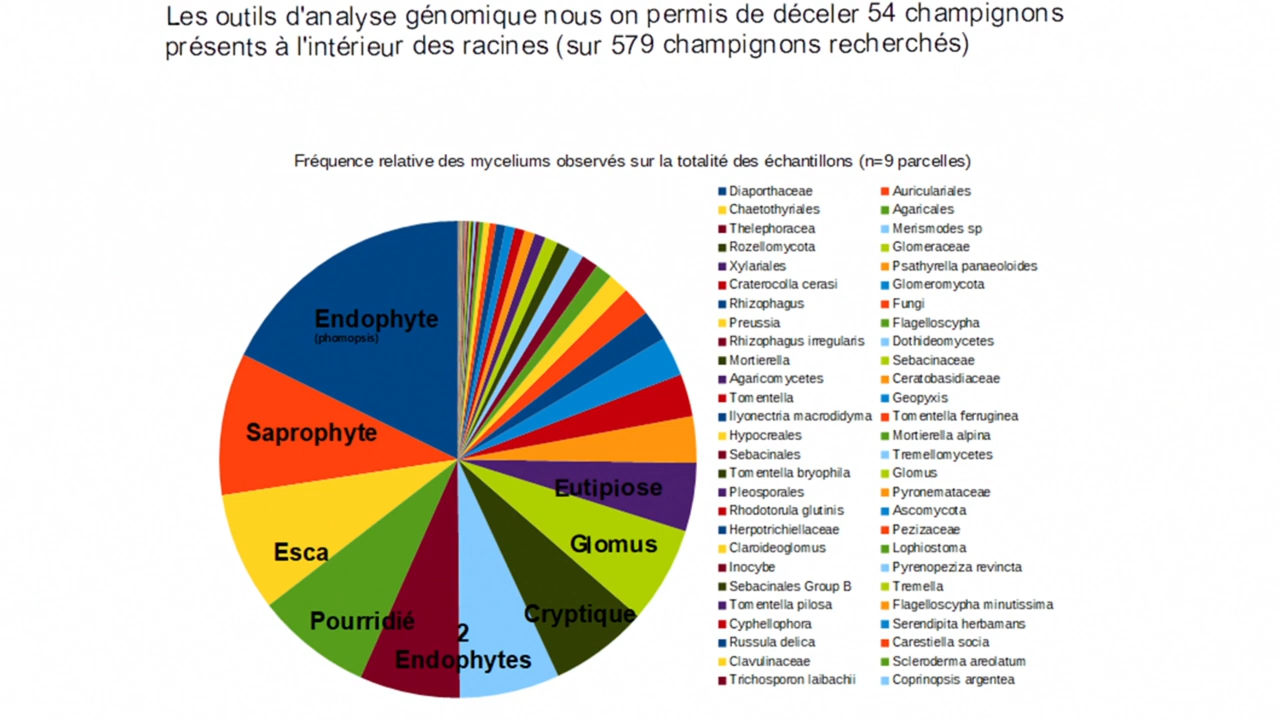 Les outils d'analyse génomique nous on permis de déceler 54 champignons
présents à l'intérieur des racines (sur 579 champignons recherchés)
Fréquence relative des myceliums observés sur la totalité des échantillons (n=9 parcelles)
Endophyte
(phomopsis)
Saprophyte
Esca
Pourridié
2
Endophytes
Cryptique
Glomus
Eutipiose
Diaporthaceae Auriculariales
Chaetothyriales Agaricales
Thelephoracea Merismodes sp
Rozellomycota Glomeraceae
Xylariales Psathyrella panaeoloides
Craterocolla cerasi Glomeromycota
Rhizophagus Fungi
Preussia Flagelloscypha
Rhizophagus irregularis Dothideomycetes
Mortierella Sebacinaceae
Agaricomycetes Ceratobasidiaceae
Tomentella Geopyxis
Ilyonectria macrodidyma Tomentella ferruginea
Hypocreales Mortierella alpina
Sebacinales Tremellomycetes
Tomentella bryophila Glomus
Pleosporales Pyronemataceae
Rhodotorula glutinis Ascomycota
Herpotrichiellaceae Pezizaceae
Claroideoglomus Lophiostoma
Inocybe Pyrenopeziza revincta
Sebacinales Group B Tremella
Tomentella pilosa Flagelloscypha minutissima
Cyphellophora Serendipita herbamans
Russula delica Carestiella socia
Clavulinaceae Scleroderma areolatum
Trichosporon laibachii Coprinopsis argentea